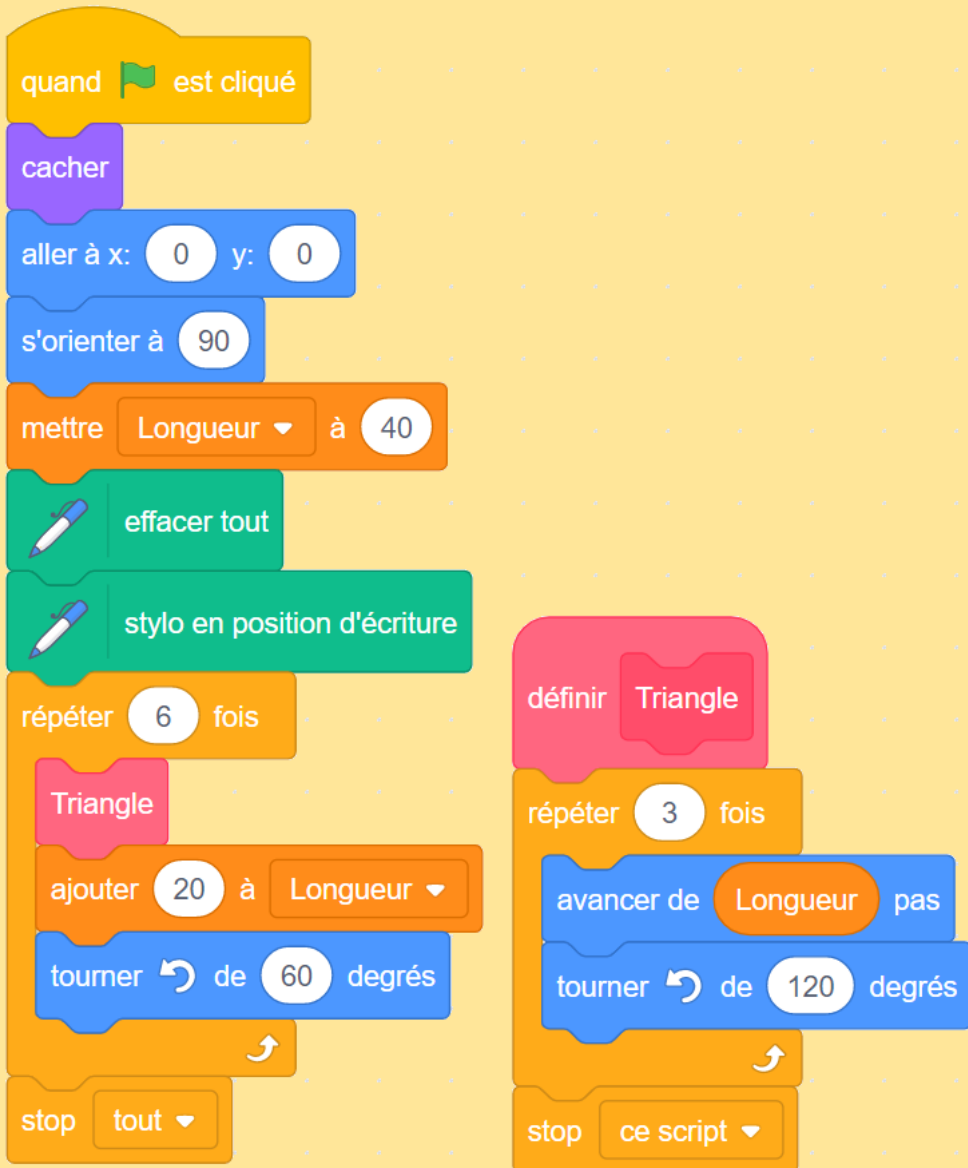 quand est cliqué
cacher
aller à x: 0 y: 0
s'orienter à 90
mettre Longueur à 40
effacer tout
stylo en position d'écriture
répéter 6 fois
Triangle
ajouter 20 à Longueur
tourner de 60 degrés
stop tout
définir Triangle
répéter 3 fois
avancer de Longueur pas
tourner de 120 degrés
stop ce script